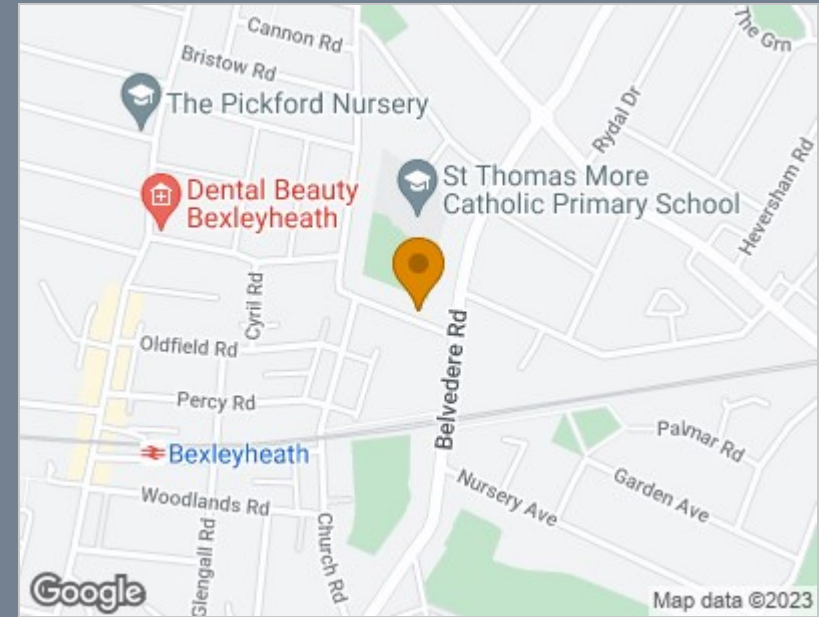 Cannon Rd
The Grn
Bristow Rd
The Pickford Nursery
Rydal Dr
Heversham Rd
St Thomas More
Catholic Primary School
Dental Beauty
Bexleyheath
Cyril Rd
Oldfield Rd
Belvedere Rd
Percy Rd
Palmar Rd
Bexleyheath
Garden Ave
Nursery Ave
Woodlands Rd
Church Rd
Glengall Rd
Google
Map data ©2023